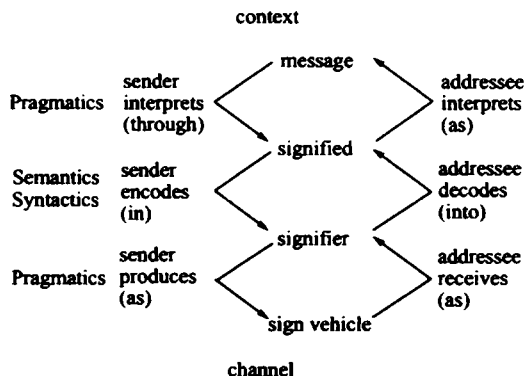 context
message
Pragmatics
sender
interprets
(through)
addressee
interprets
(as)
signified
Semantics
Syntactics
sender
encodes
(in)
addressee
decodes
(into)
signifier
Pragmatics
sender
produces
(as)
addressee
receives
(as)
sign vehicle
channel